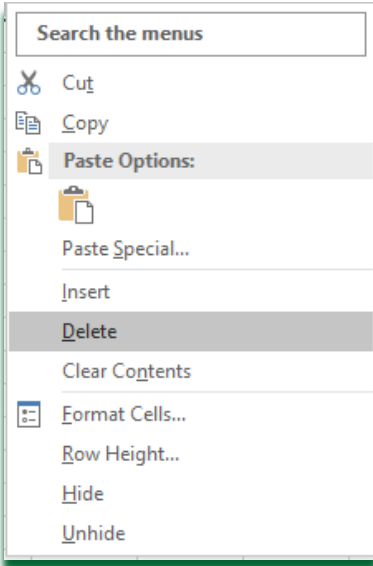 Search the menus
Cut
Copy
Paste Options:
Paste Special...
Insert
Delete
Clear Contents
Format Cells...
Row Height...
Hide
Unhide